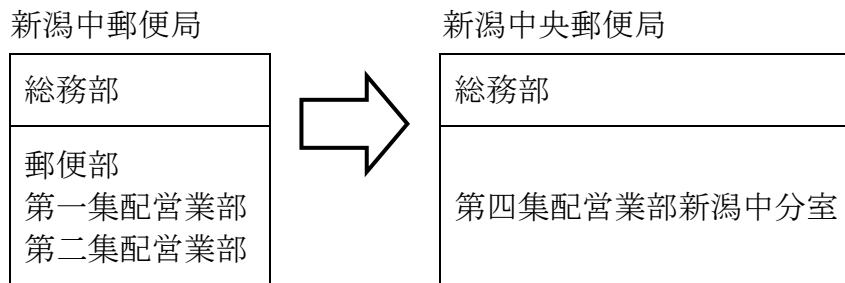 新潟中郵便局
総務部
郵便部
第一集配営業部
第二集配営業部
新潟中央郵便局
総務部
第四集配営業部新潟中分室